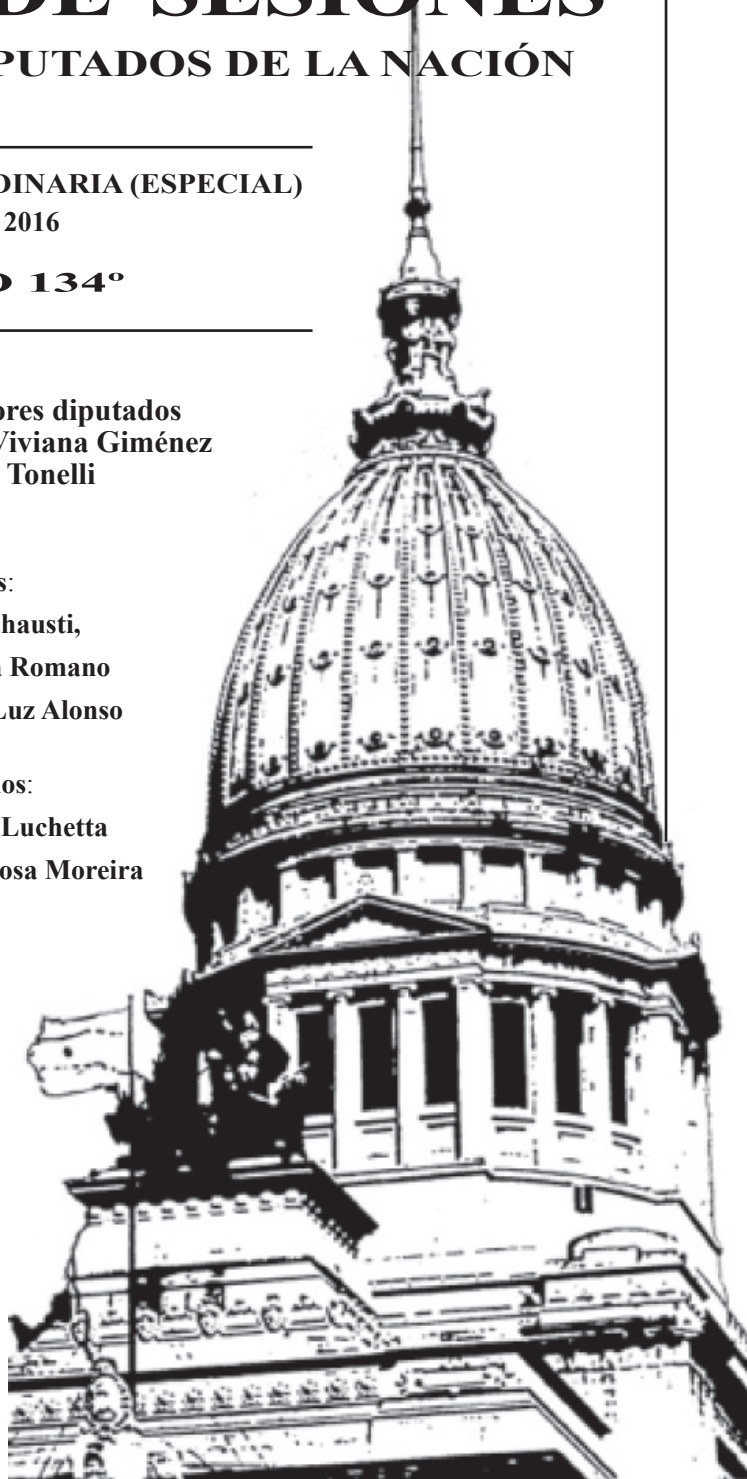 DE SESIONES
PUTADOS DE LA NACIÓN
DINARIA (ESPECIAL)
2016
O 134º
ores diputados
Viviana Giménez
Tonelli
s:
hausti,
a Romano
Luz Alonso
ios:
Luchetta
osa Moreira